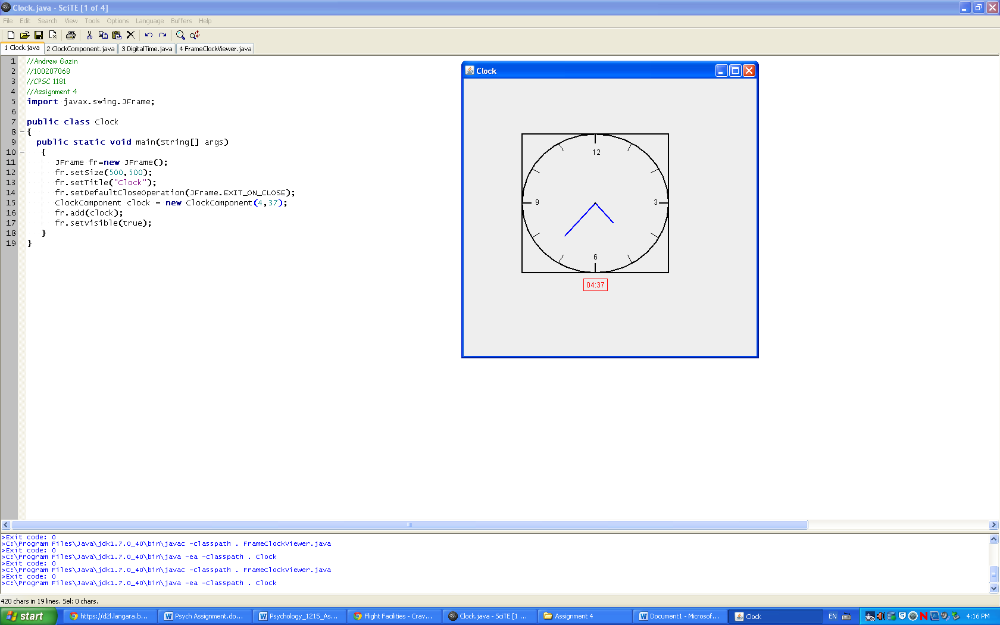 Clock.java - SciTE [1 of 4]
File Edit Search View Tools Options Language Buffers Help
1 Clock.java 2 ClockComponent.java 3 DigitalTime.java 4 FrameClockViewer.java
1 //Andrew Gazin
2 //100207068
3 //CPSC 1181
4 //Assignment 4
5 import javax.swing.JFrame;
6
7 public class Clock
8 {
9 public static void main(String[] args)
10 {
11 JFrame fr=new JFrame();
12 fr.setSize(500,500);
13 fr.setTitle("Clock");
14 fr.setDefaultCloseOperation(JFrame.EXIT_ON_CLOSE);
15 ClockComponent clock = new ClockComponent(4,37);
16 fr.add(clock);
17 fr.setVisible(true);
18 }
19 }
Clock
12
9 3
6
04:37
>Exit code: 0
>C:\Program Files\Java\jdk1.7.0_40\bin\javac -classpath . FrameClockViewer.java
>Exit code: 0
>C:\Program Files\Java\jdk1.7.0_40\bin\java -ea -classpath . Clock
>Exit code: 0
>C:\Program Files\Java\jdk1.7.0_40\bin\javac -classpath . FrameClockViewer.java
>Exit code: 0
>C:\Program Files\Java\jdk1.7.0_40\bin\java -ea -classpath . Clock
420 chars in 19 lines. Sel: 0 chars.
start https://d2l.langara.b... Psych Assignment.do... Psychology_1215_As... Flight Facilities - Crav... Clock.java - SciTE [1 ... Assignment 4 Document1 - Microsof... Clock EN 4:16 PM